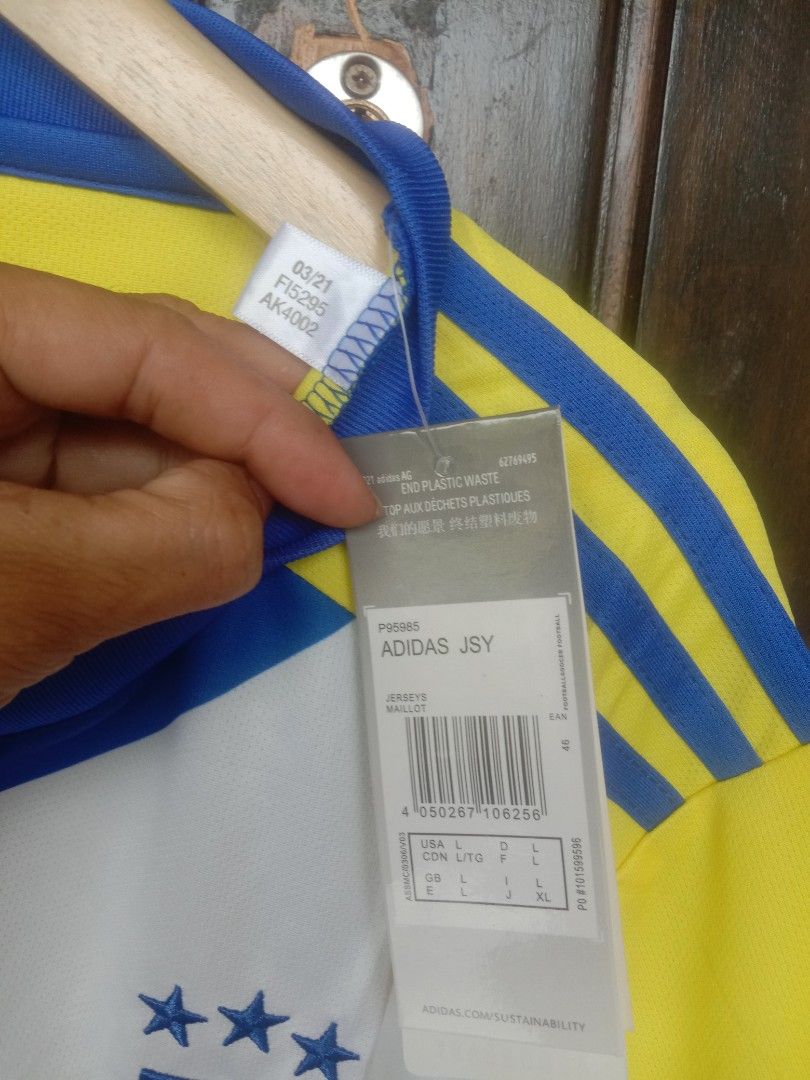 03/21
FI5295
AK4002
21 adidas AG 62769495
END PLASTIC WASTE
TOP AUX DÉCHETS PLASTIQUES
我们的愿景 终结塑料废物
P95985
ADIDAS JSY
JERSEYS
MAILLOT
FOOTBALL/SOCCER FOOTBALL
EAN
46
4 050267 106256
USA L D L
CDN L/TG F L
GB L I L
E L J XL
PO #101599596
ADIDAS.COM/SUSTAINABILITY